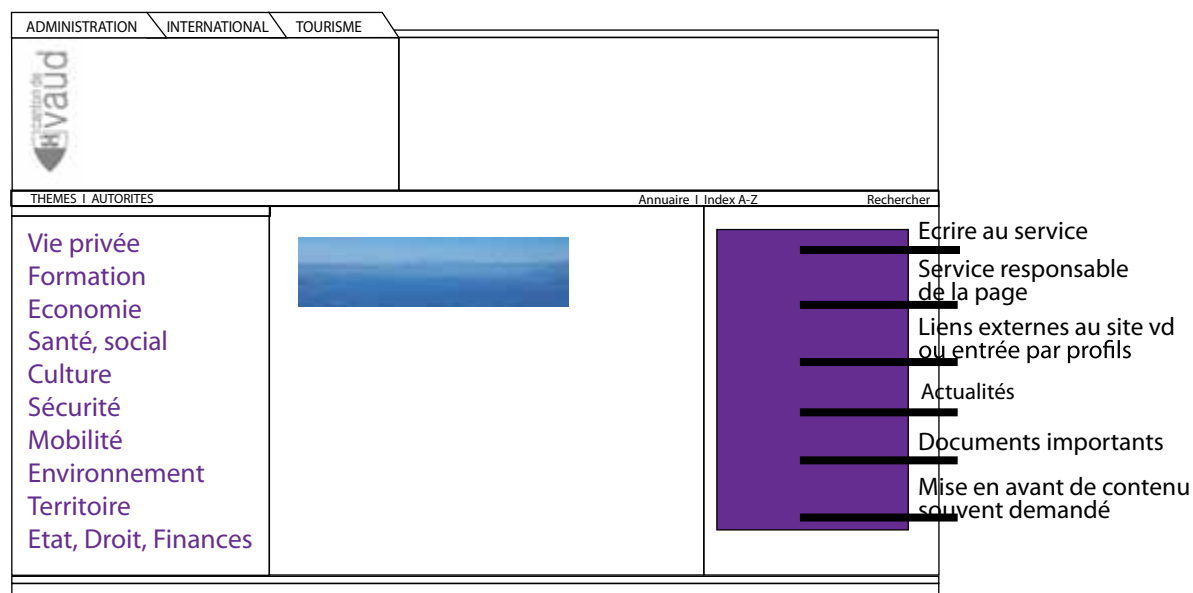 ADMINISTRATION
INTERNATIONAL
TOURISME
canton de
vaud
THEMES I AUTORITES
Annuaire I Index A-Z
Rechercher
Vie privée
Formation
Economie
Santé, social
Culture
Sécurité
Mobilité
Environnement
Territoire
Etat, Droit, Finances
Ecrire au service
Service responsable
de la page
Liens externes au site vd
ou entrée par profils
Actualités
Documents importants
Mise en avant de contenu
souvent demandé